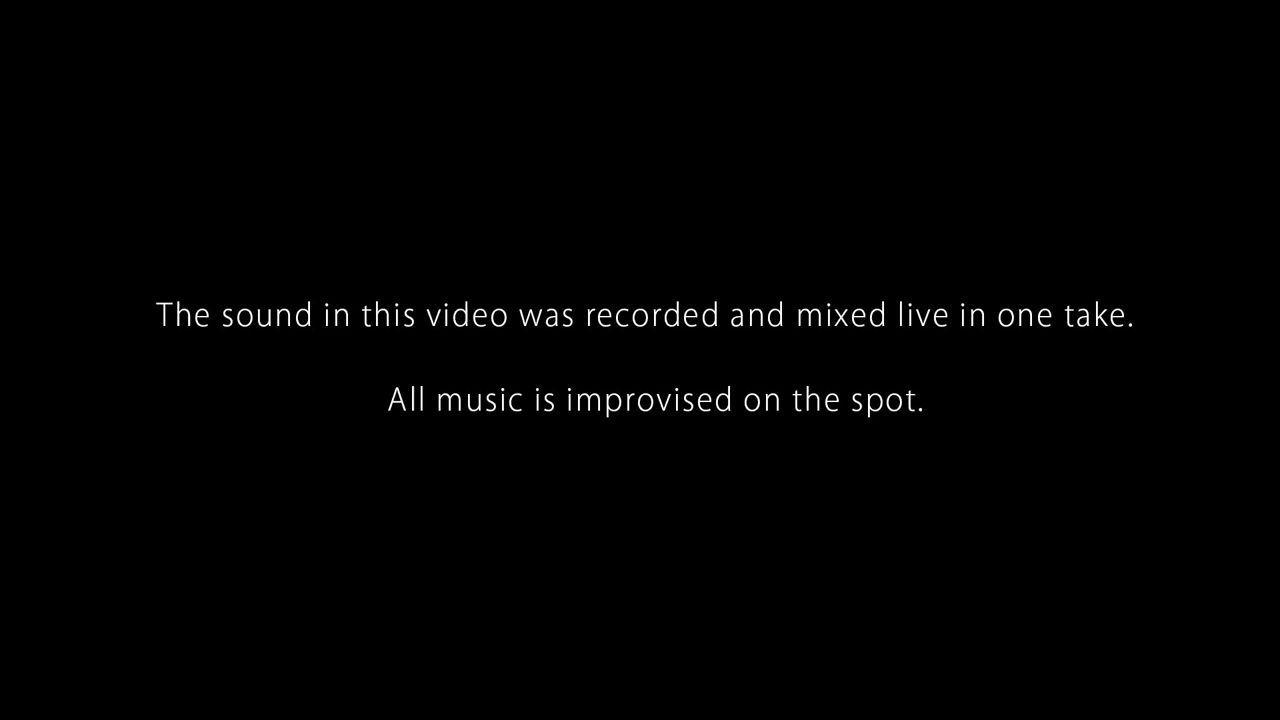 The sound in this video was recorded and mixed live in one take.
All music is improvised on the spot.